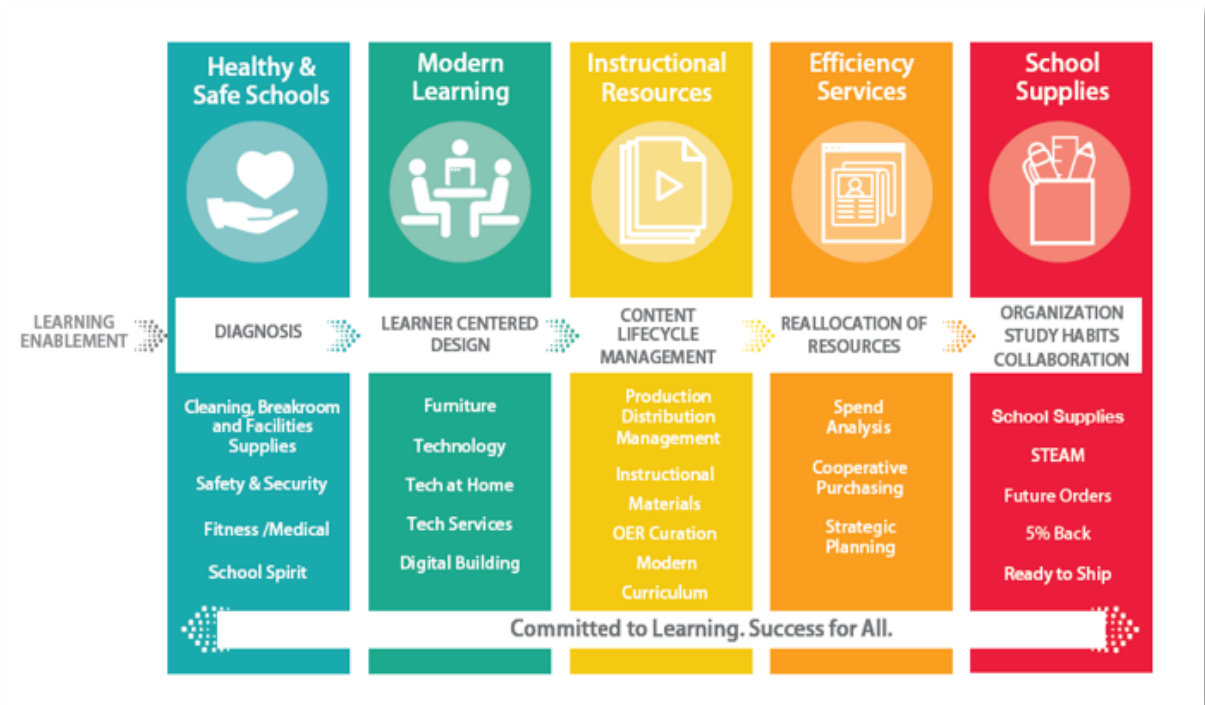 Healthy &
Safe Schools
Modern
Learning
Instructional
Resources
Efficiency
Services
School
Supplies
LEARNING
ENABLEMENT
DIAGNOSIS
LEARNER CENTERED
DESIGN
CONTENT
LIFECYCLE
MANAGEMENT
REALLOCATION OF
RESOURCES
ORGANIZATION
STUDY HABITS
COLLABORATION
Cleaning, Breakroom
and Facilities
Supplies
Safety & Security
Fitness /Medical
School Spirit
Furniture
Technology
Tech at Home
Tech Services
Digital Building
Production
Distribution
Management
Instructional
Materials
OER Curation
Modern
Curriculum
Spend
Analysis
Cooperative
Purchasing
Strategic
Planning
School Supplies
STEAM
Future Orders
5% Back
Ready to Ship
Committed to Learning. Success for All.